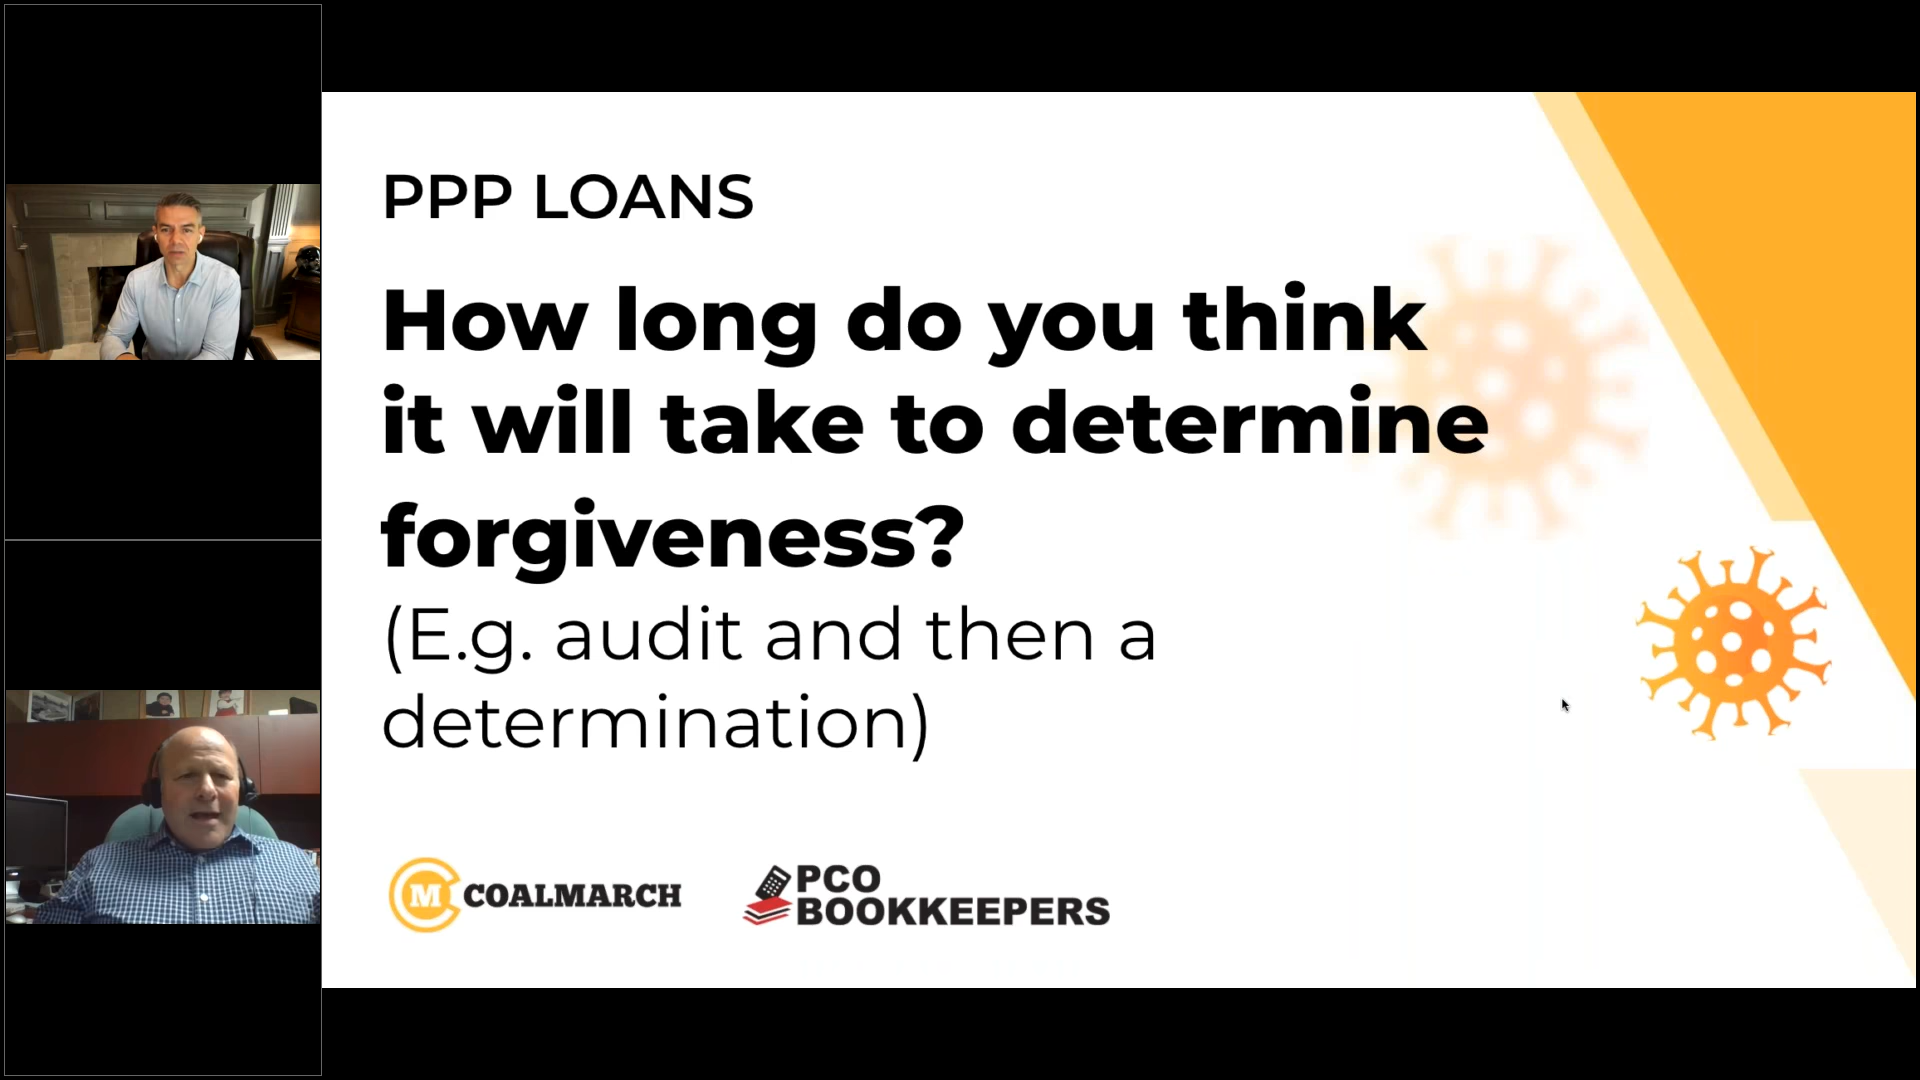 PPP LOANS
How long do you think
it will take to determine
forgiveness?
(E.g. audit and then a
determination)
M COALMARCH
PCO
BOOKKEEPERS